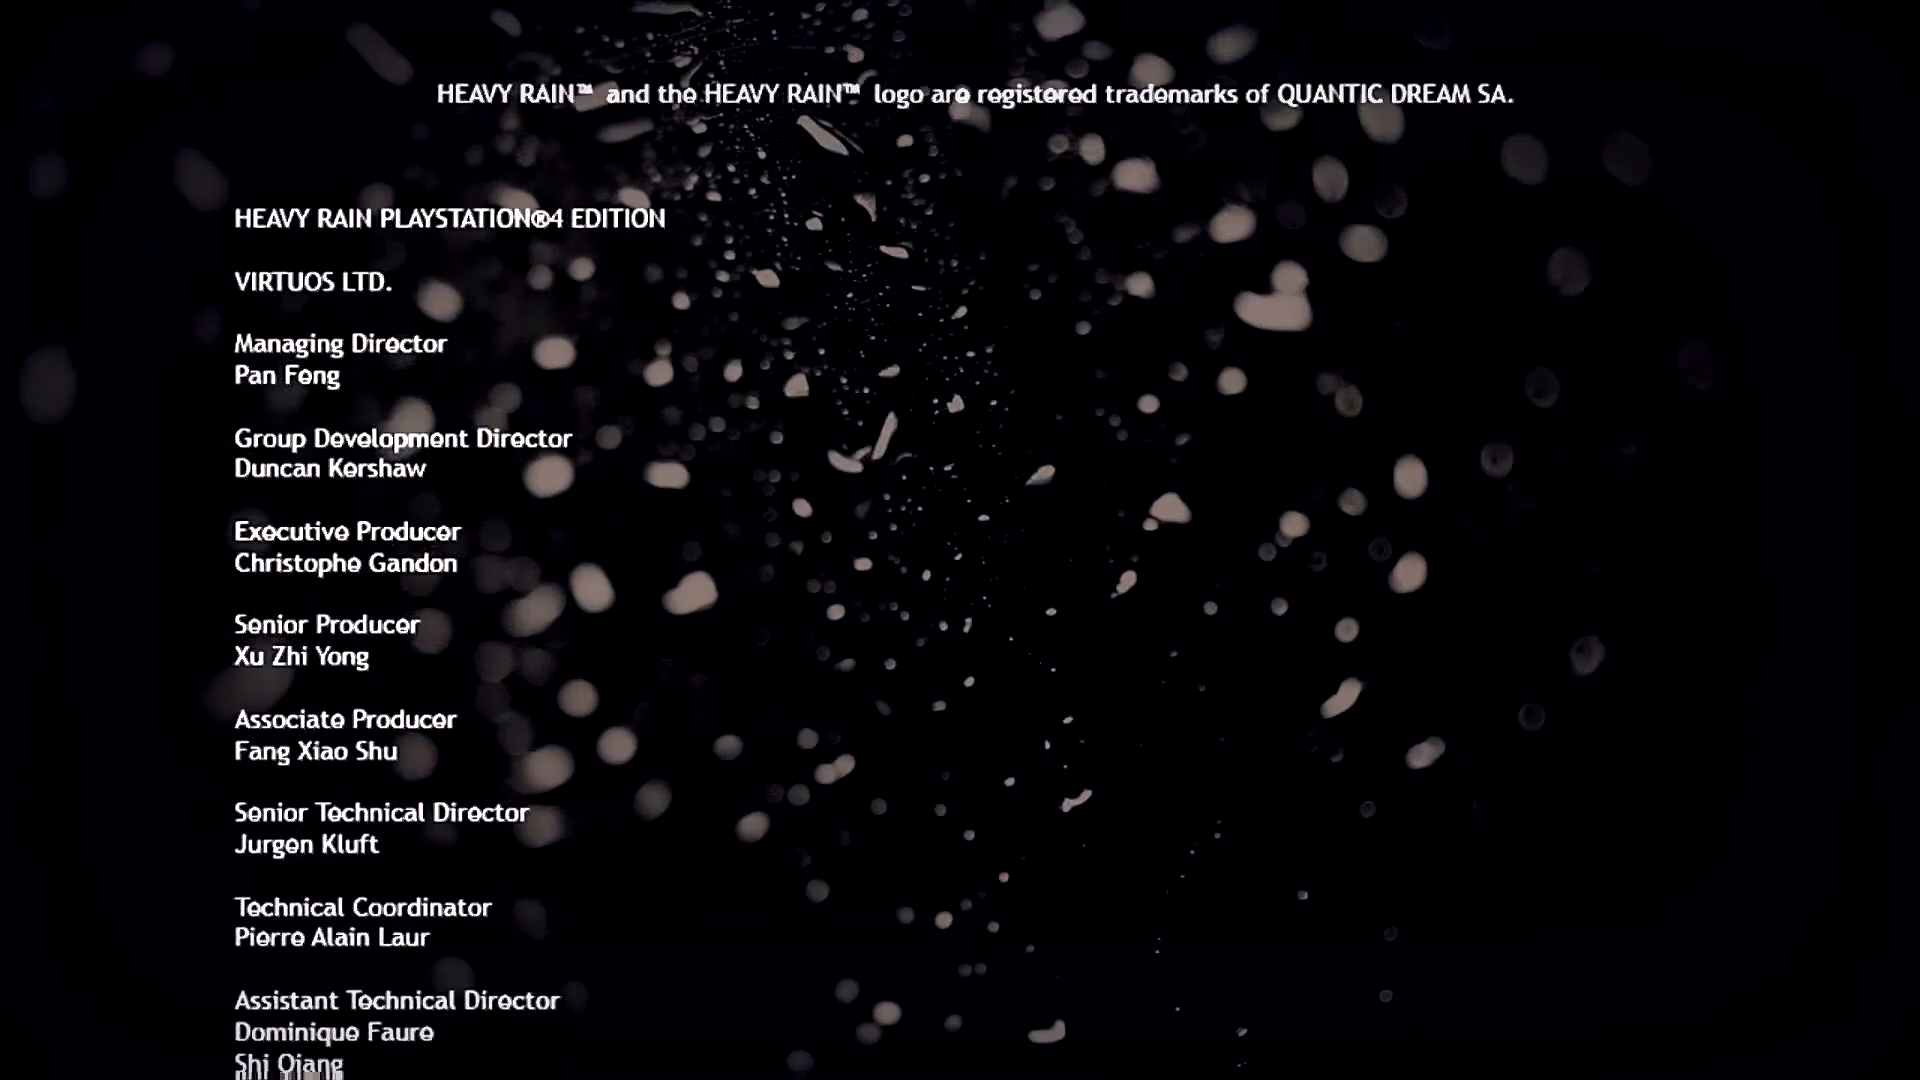 HEAVY RAIN™ and the HEAVY RAIN™ logo are registered trademarks of QUANTIC DREAM SA.
HEAVY RAIN PLAYSTATION®4 EDITION
VIRTUOS LTD.
Managing Director
Pan Feng
Group Development Director
Duncan Kershaw
Executive Producer
Christophe Gandon
Senior Producer
Xu Zhi Yong
Associate Producer
Fang Xiao Shu
Senior Technical Director
Jurgen Kluft
Technical Coordinator
Pierre Alain Laur
Assistant Technical Director
Dominique Faure
Shi Qiang